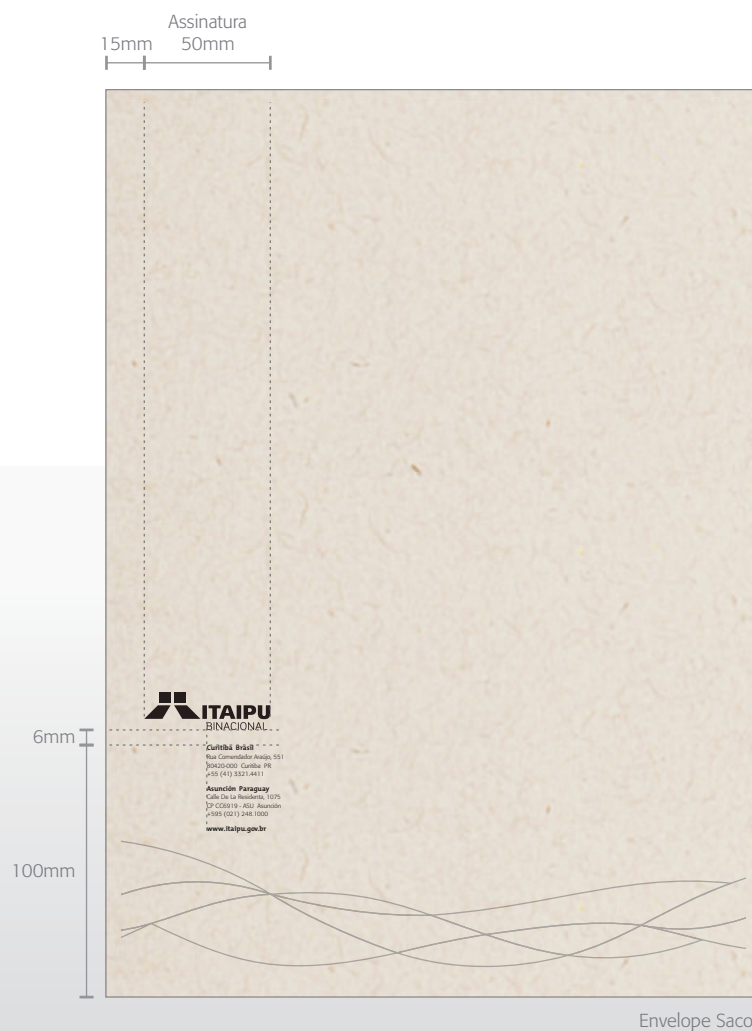 Assinatura
15mm 50mm
ITAIPU
BINACIONAL
6mm
Curitiba Brasil
Rua Comendador Araújo, 551
80420-000 Curitiba PR
+55 (41) 3321.4411
Asunción Paraguay
Calle De La Residenta, 1075
CP CC6919 - ASU Asunción
+595 (021) 248.1000
www.itaipu.gov.br
100mm
Envelope Saco